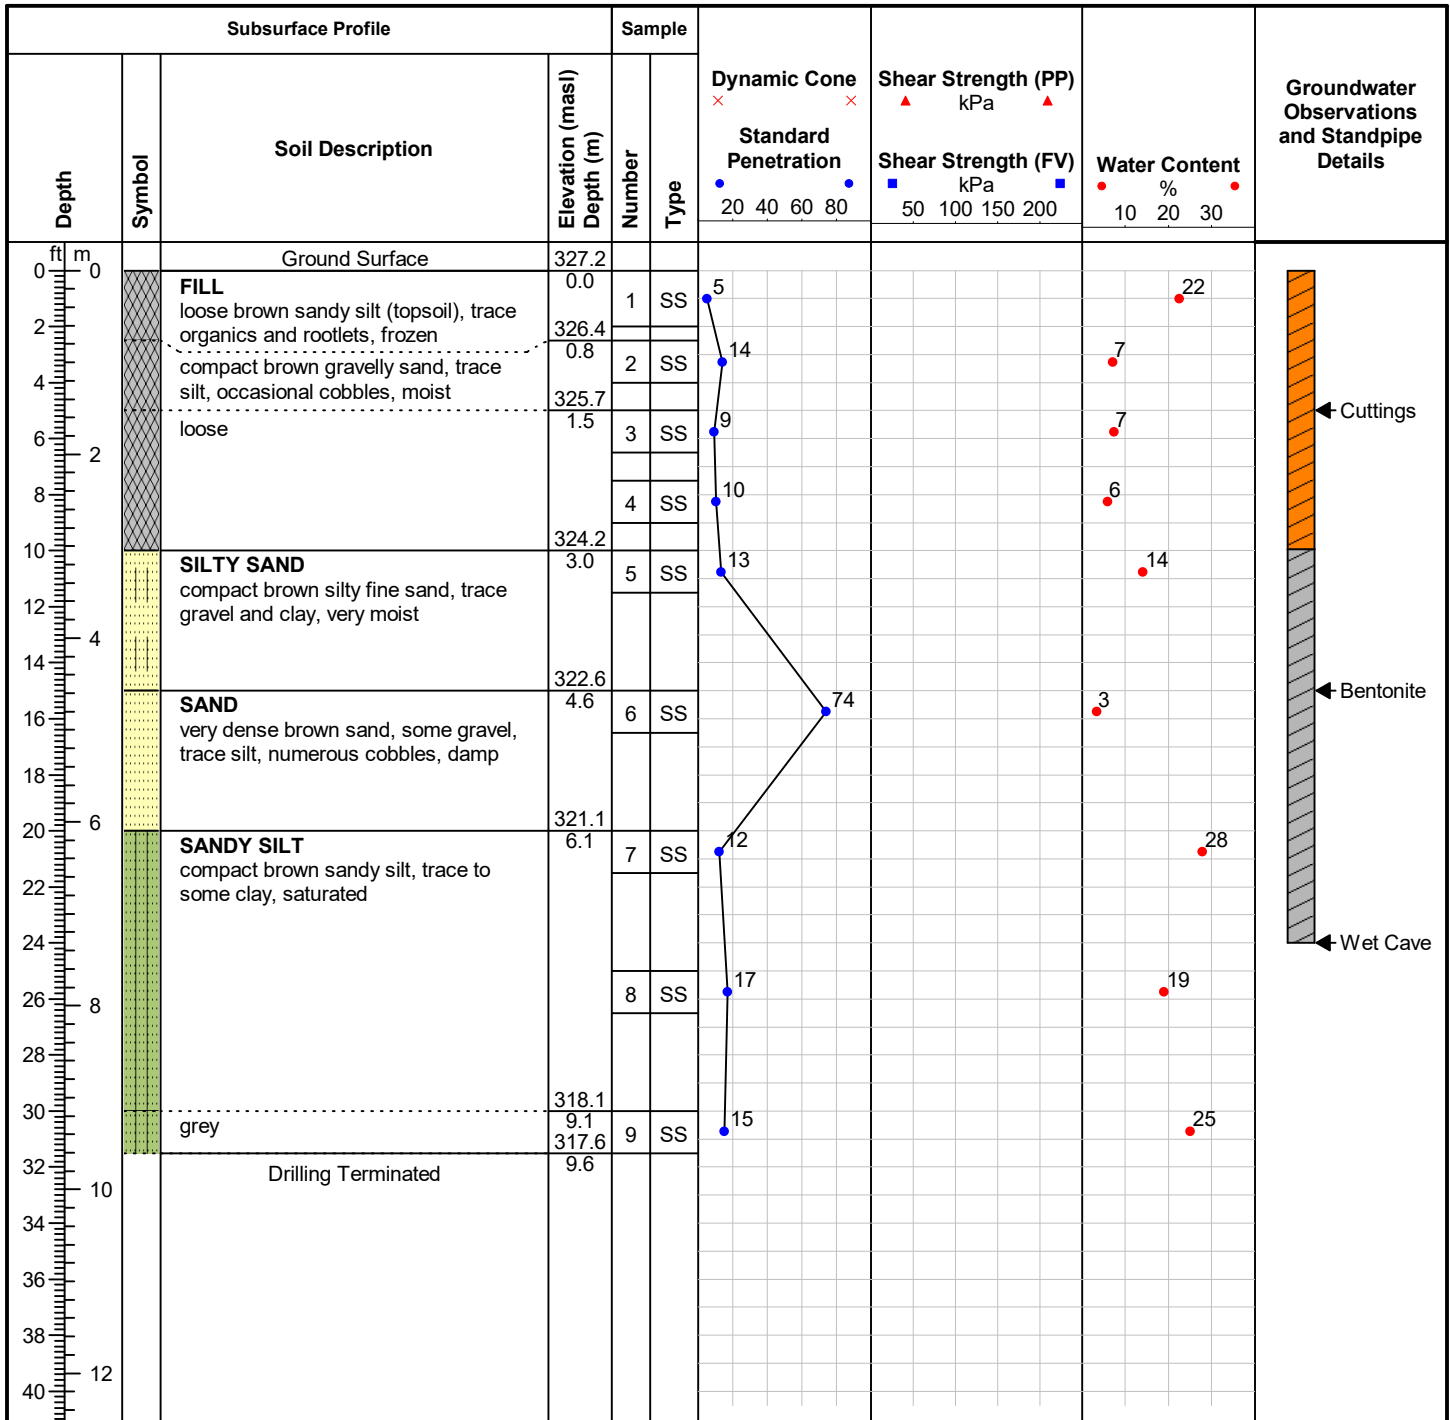 Subsurface Profile
Sample
Depth
Symbol
Soil Description
Elevation (masl)
Depth (m)
Number
Type
Dynamic Cone
Standard
Penetration
20 40 60 80
Shear Strength (PP)
kPa
Shear Strength (FV)
kPa
50 100 150 200
Water Content
%
10 20 30
Groundwater
Observations
and Standpipe
Details
ft m
0
2
4
6
8
10
12
14
16
18
20
22
24
26
28
30
32
34
36
38
40
0
2
4
6
8
10
12
Ground Surface
327.2
0.0
FILL
loose brown sandy silt (topsoil), trace
organics and rootlets, frozen
326.4
0.8
compact brown gravelly sand, trace
silt, occasional cobbles, moist
325.7
1.5
loose
324.2
3.0
SILTY SAND
compact brown silty fine sand, trace
gravel and clay, very moist
322.6
4.6
SAND
very dense brown sand, some gravel,
trace silt, numerous cobbles, damp
321.1
6.1
SANDY SILT
compact brown sandy silt, trace to
some clay, saturated
318.1
9.1
grey
317.6
9.6
Drilling Terminated
1 SS 5 22
2 SS 14 7
3 SS 9 7
4 SS 10 6
5 SS 13 14
6 SS 74 3
7 SS 12 28
8 SS 17 19
9 SS 15 25
Cuttings
Bentonite
Wet Cave